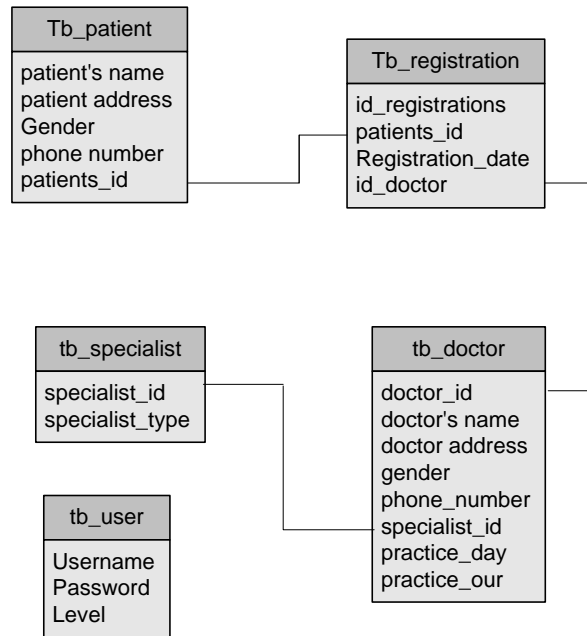 Tb_patient
patient's name
patient address
Gender
phone number
patients_id
Tb_registration
id_registrations
patients_id
Registration_date
id_doctor
tb_specialist
specialist_id
specialist_type
tb_doctor
doctor_id
doctor's name
doctor address
gender
phone_number
specialist_id
practice_day
practice_our
tb_user
Username
Password
Level